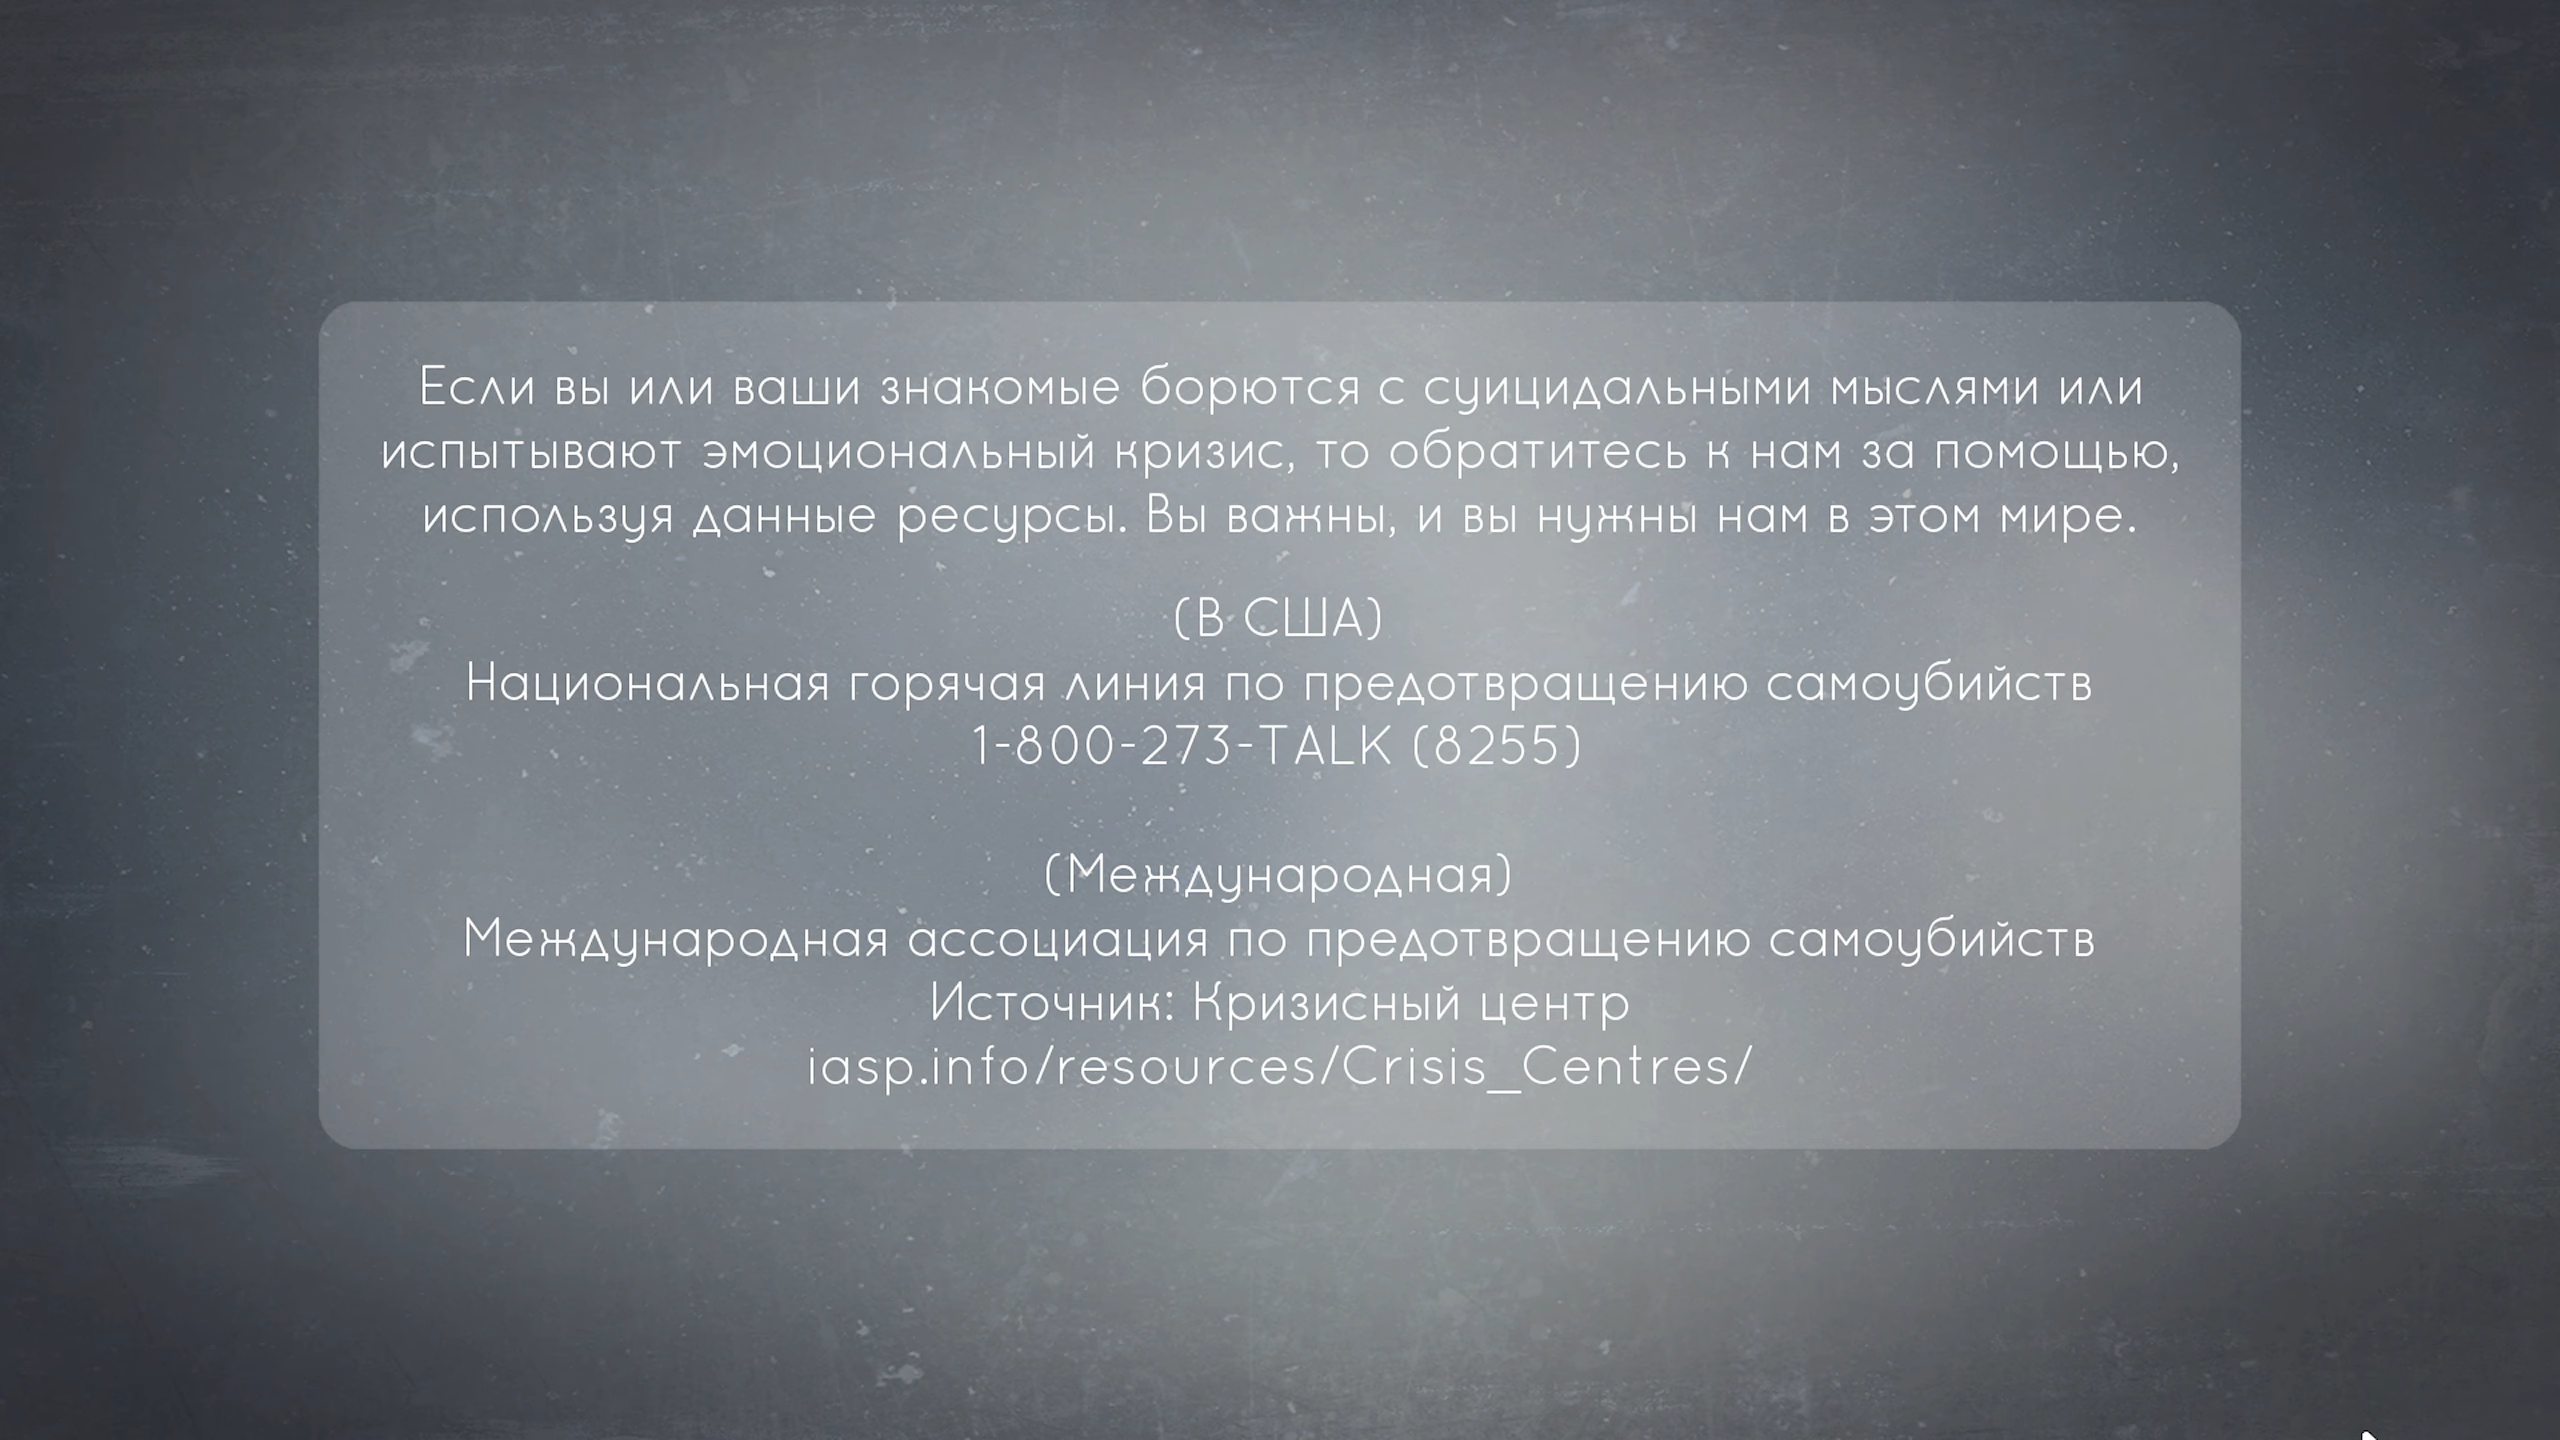 Если вы или ваши знакомые борются с суицидальными мыслями или
испытывают эмоциональный кризис, то обратитесь к нам за помощью,
используя данные ресурсы. Вы важны, и вы нужны нам в этом мире.
(В США)
Национальная горячая линия по предотвращению самоубийств
1-800-273-TALK (8255)
(Международная)
Международная ассоциация по предотвращению самоубийств
Источник: Кризисный центр
iasp.info/resources/Crisis_Centres/